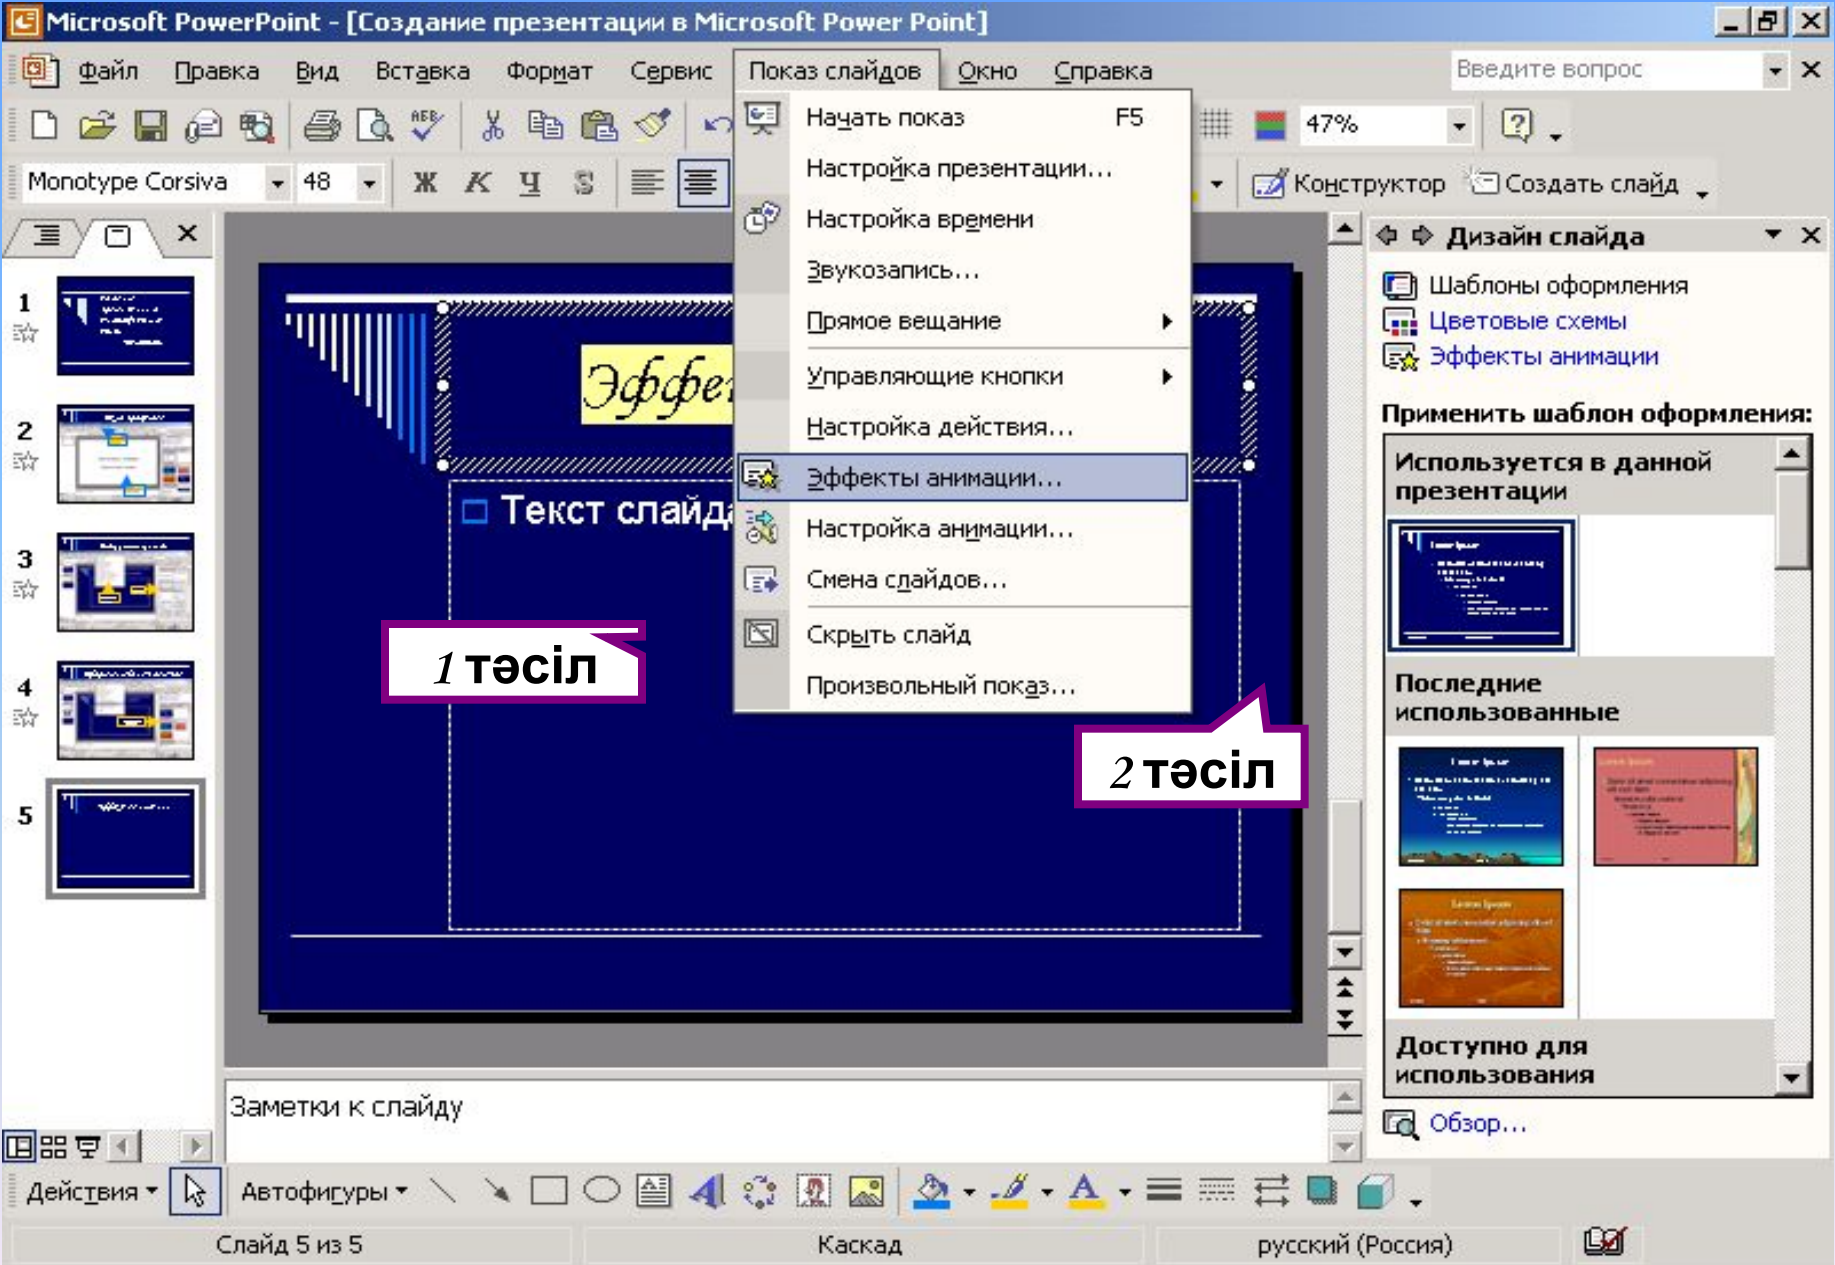 Microsoft PowerPoint - [Создание презентации в Microsoft Power Point]
Файл Правка Вид Вставка Формат Сервис Показ слайдов Окно Справка Введите вопрос
47%
Monotype Corsiva 48 Ж К Ч S Конструктор Создать слайд
Начать показ F5
Настройка презентации...
Настройка времени
Звукозапись...
Прямое вещание
Управляющие кнопки
Настройка действия...
Эффекты анимации...
Настройка анимации...
Смена слайдов...
Скрыть слайд
Произвольный показ...
1
2
3
4
5
Текст слайда
1 тәсіл
2 тәсіл
Дизайн слайда
Шаблоны оформления
Цветовые схемы
Эффекты анимации
Применить шаблон оформления:
Используется в данной
презентации
Последние
использованные
Доступно для
использования
Обзор...
Заметки к слайду
Действия Автофигуры
Слайд 5 из 5 Каскад русский (Россия)